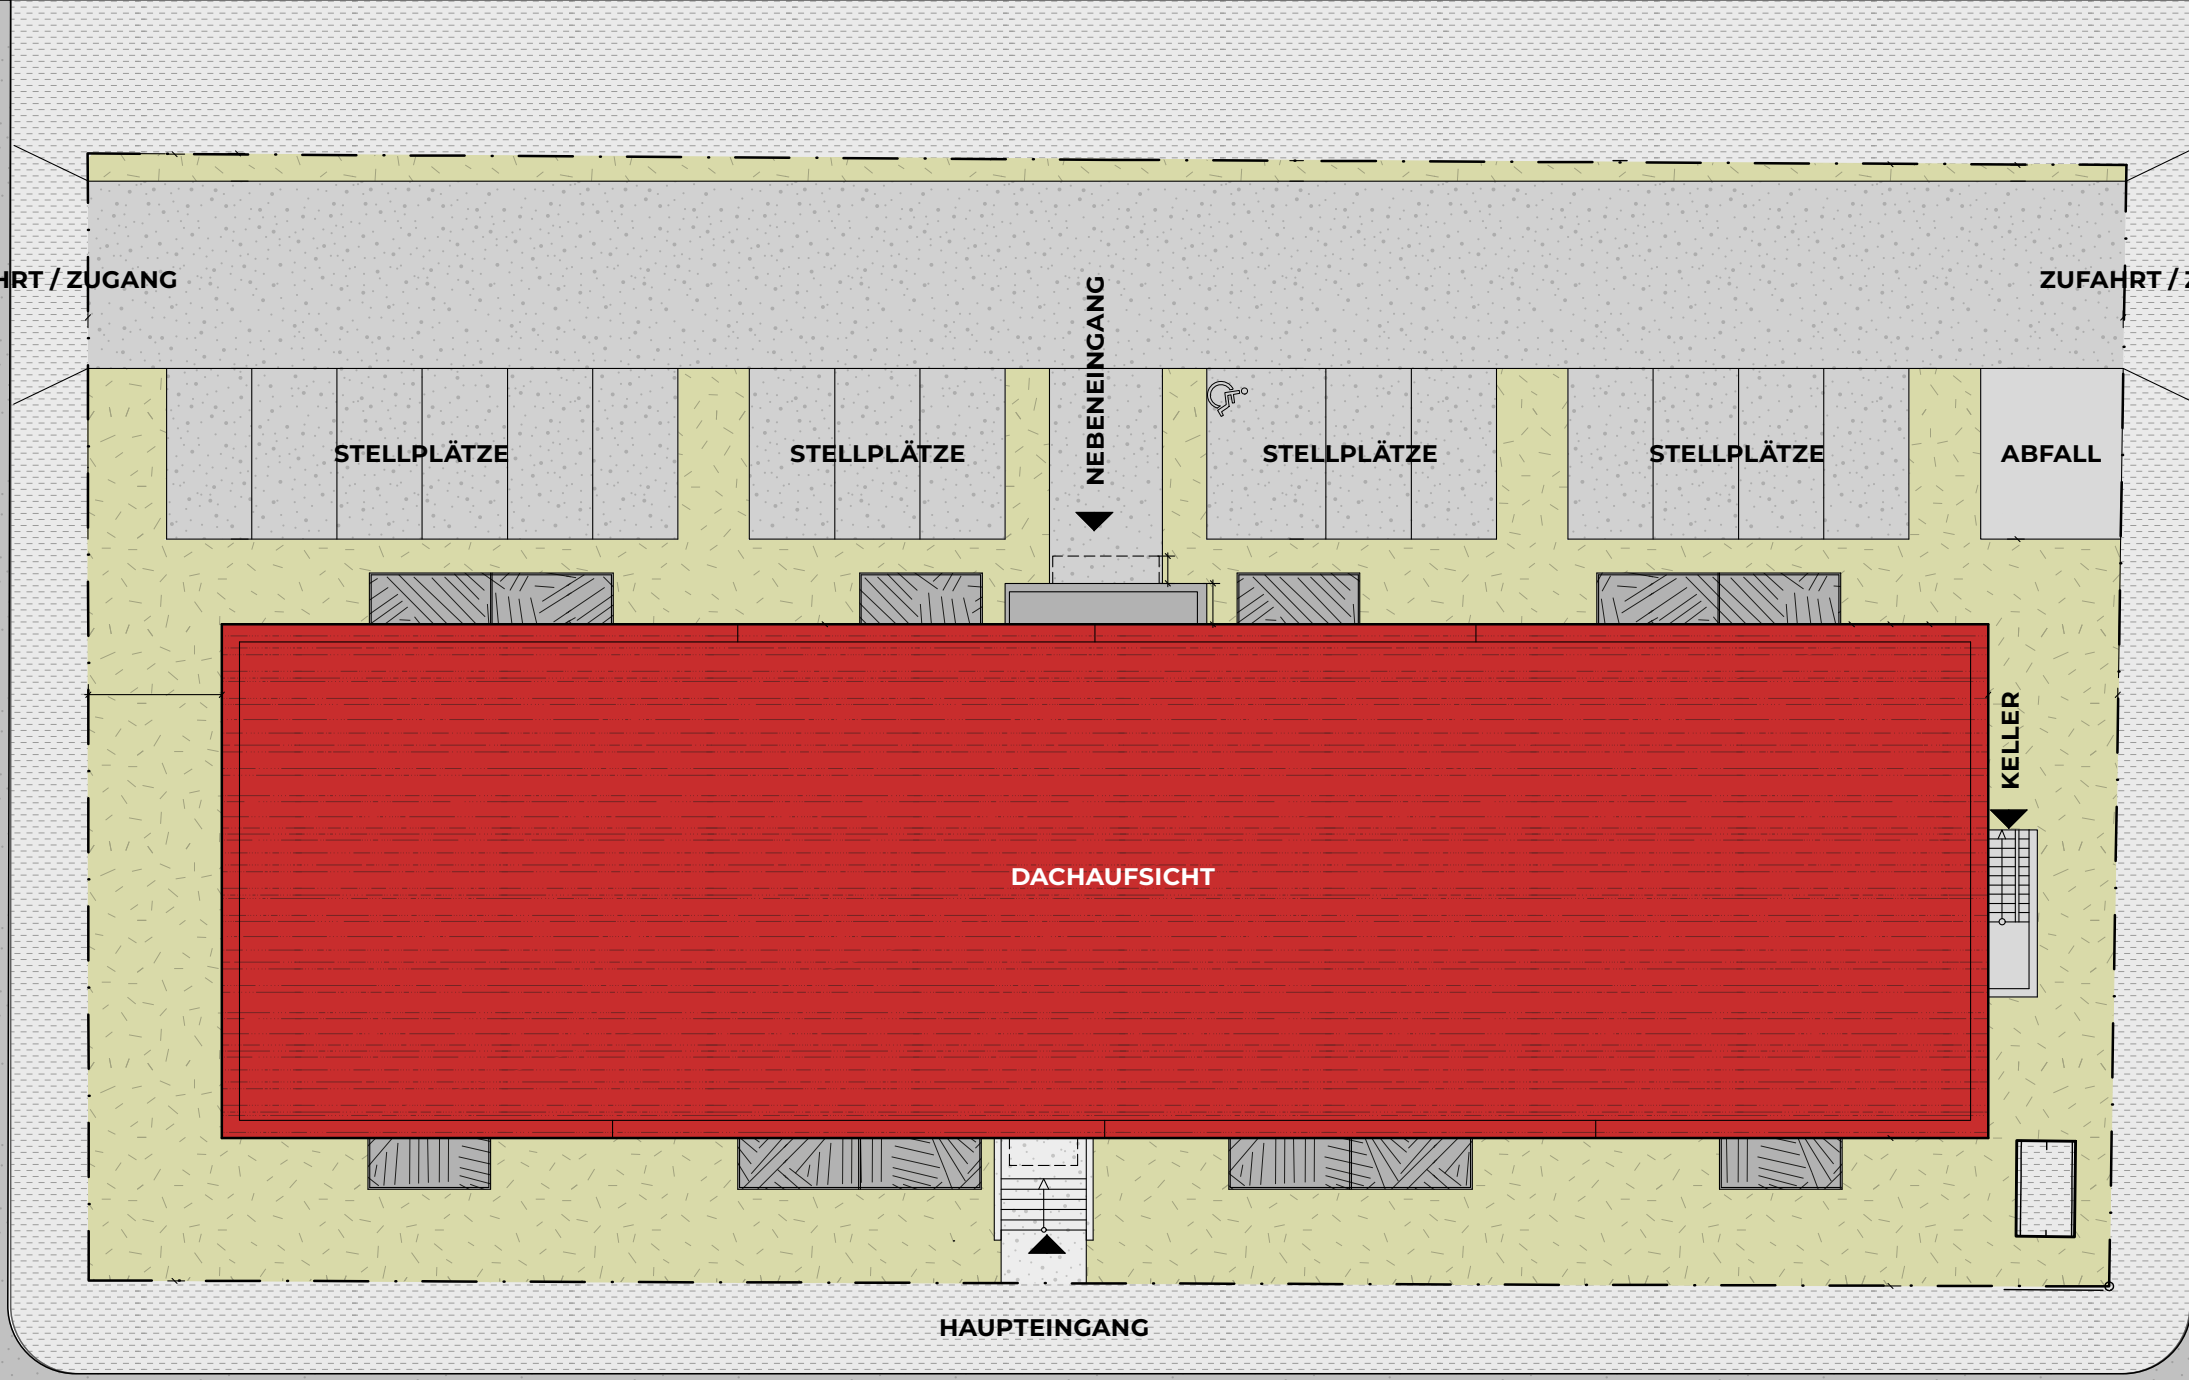 HRT / ZUGANG
ZUFAHRT /
NEBENEINGANG
STELLPLÄTZE
STELLPLÄTZE
STELLPLÄTZE
STELLPLÄTZE
ABFALL
KELLER
DACHAUFSICHT
HAUPTEINGANG